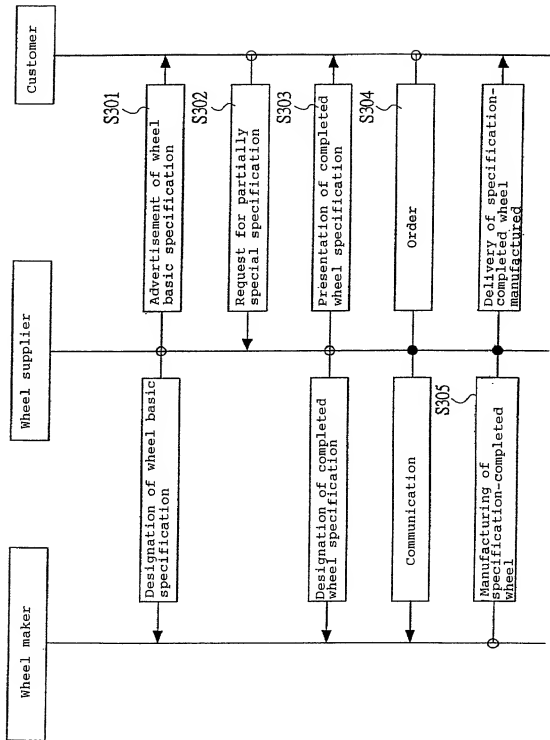 Wheel maker
Wheel supplier
Customer
S301
Designation of wheel basic
specification
Advertisement of wheel
basic specification
S302
Request for partially
special specification
S303
Designation of completed
wheel specification
Presentation of completed
wheel specification
S304
Communication
Order
S305
Manufacturing of
specification-completed
wheel
Delivery of specification-
completed wheel
manufactured